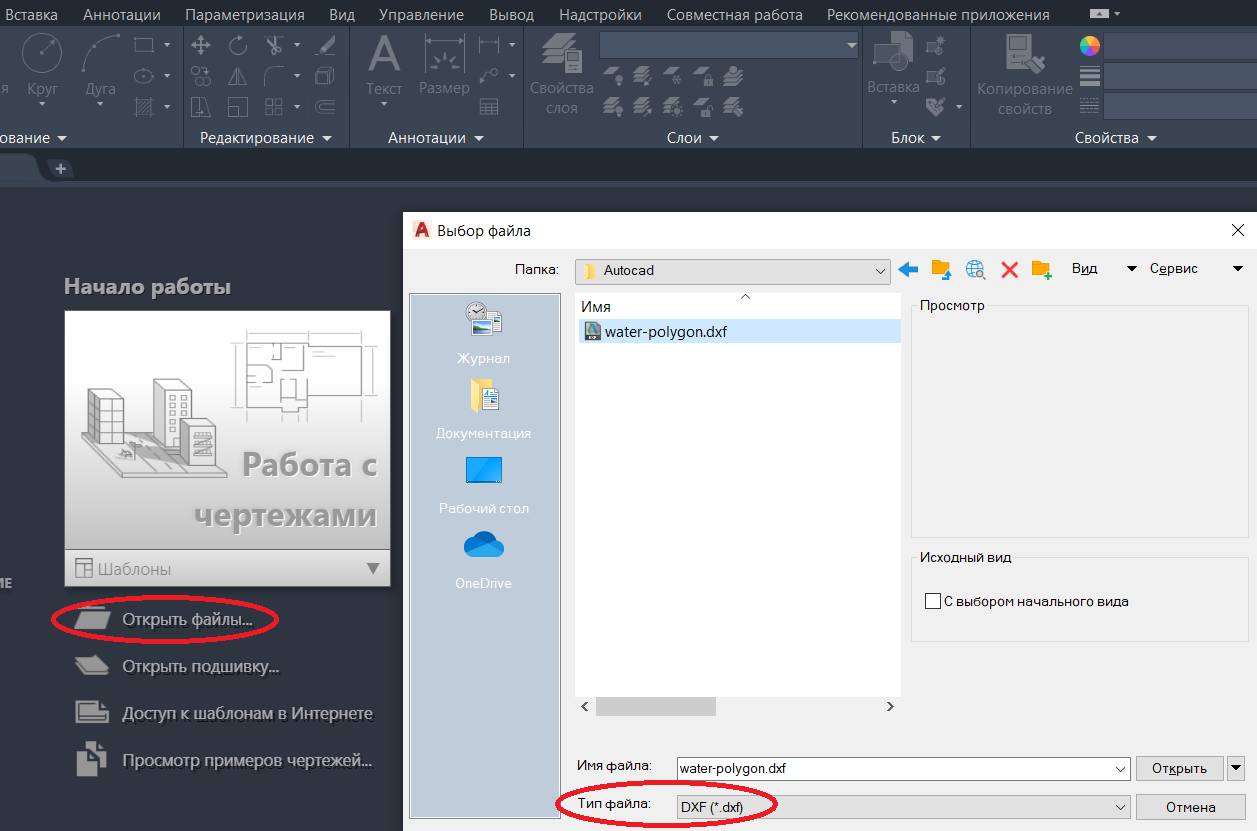 Вставка Аннотации Параметризация Вид Управление Вывод Надстройки Совместная работа Рекомендованные приложения
Круг Дуга Текст Размер Свойства слоя Вставка Копирование свойств
ование Редактирование Аннотации Слои Блок Свойства
Начало работы
Работа с
чертежами
Шаблоны
ИЕ
Открыть файлы...
Открыть подшивку...
Доступ к шаблонам в Интернете
Просмотр примеров чертежей...
Выбор файла
Папка: Autocad Вид Сервис
Журнал
Документация
Рабочий стол
OneDrive
Имя
water-polygon.dxf
Просмотр
Исходный вид
С выбором начального вида
Имя файла: water-polygon.dxf Открыть
Тип файла: DXF (*.dxf) Отмена